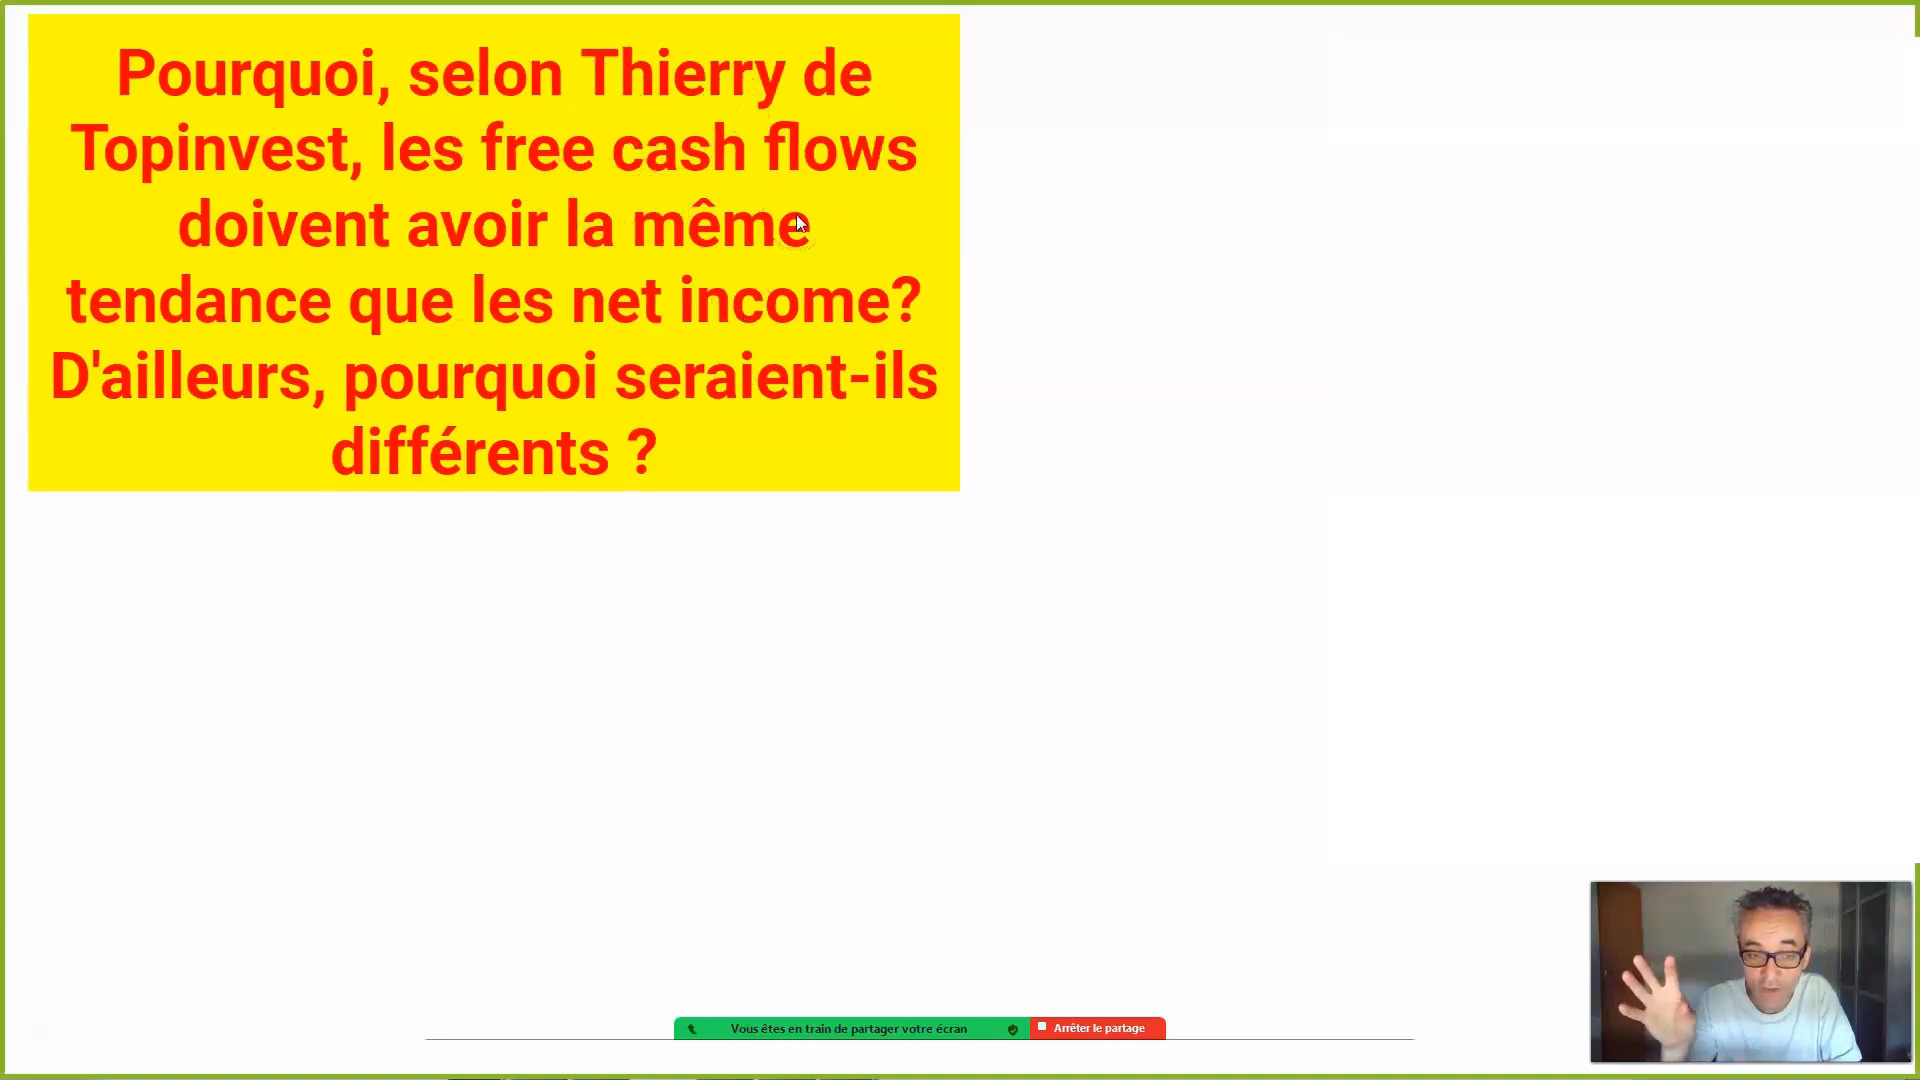 Pourquoi, selon Thierry de
Topinvest, les free cash flows
doivent avoir la même
tendance que les net income?
D'ailleurs, pourquoi seraient-ils
différents ?
Vous êtes en train de partager votre écran
Arrêter le partage